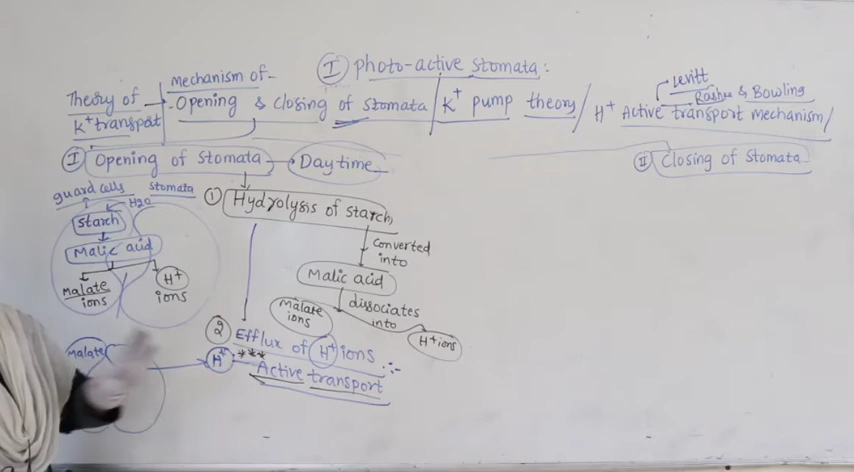 I photo-active stomata:
Theory of
K+ transpat
mechanism of-
Opening & closing of stomata / K+ pump theory / H+ Active transport mechanism/
Levitt
Rashke & Bowling
I Opening of stomata Day time
II Closing of stomata
guard cells stomata
starch H2O
Malic acid
Malate ions
H+ ions
1 Hydrolysis of starch,
Converted
into
Malic acid
dissociates
into
Malate
ions
H+ ions
2 Efflux of H+ ions
Malate
H+
***
Active transport